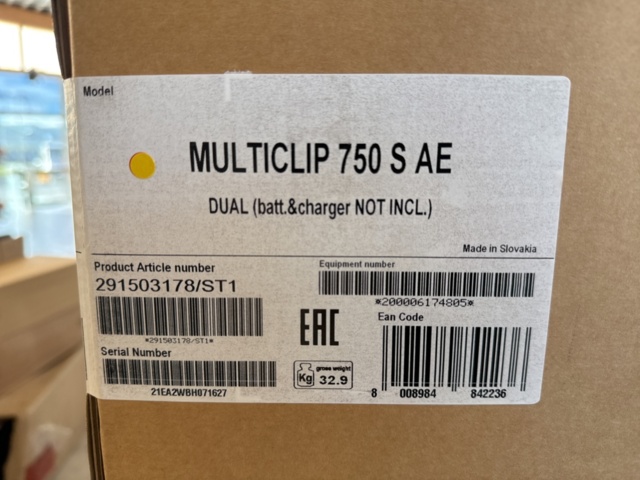 Model
MULTICLIP 750 S AE
DUAL (batt.&charger NOT INCL.)
Made in Slovakia
Product Article number
291503178/ST1
*291503178/ST1*
Equipment number
*200006174805*
EAC
Ean Code
8 008984 842236
Serial Number
21EA2WBH071627
Kg
gross weight
32.9